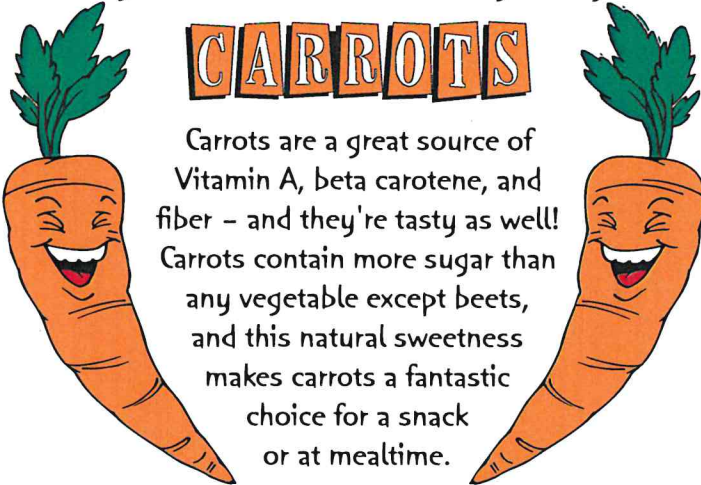 CARROTS
Carrots are a great source of
Vitamin A, beta carotene, and
fiber – and they're tasty as well!
Carrots contain more sugar than
any vegetable except beets,
and this natural sweetness
makes carrots a fantastic
choice for a snack
or at mealtime.